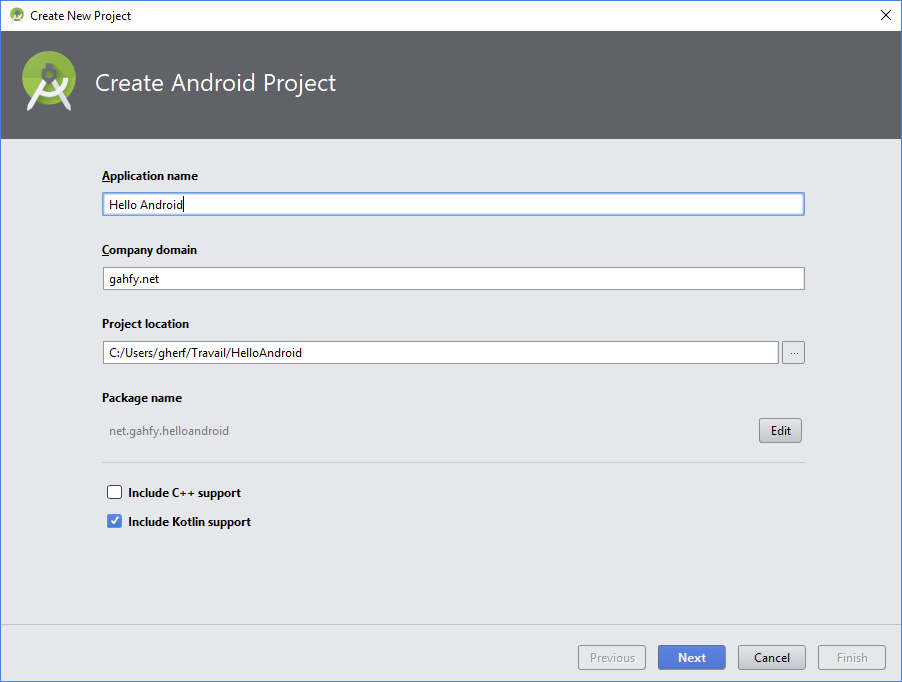 Create New Project
Create Android Project
Application name
Hello Android
Company domain
gahfy.net
Project location
C:/Users/gherf/Travail/HelloAndroid
...
Package name
net.gahfy.helloandroid
Edit
Include C++ support
Include Kotlin support
Previous
Next
Cancel
Finish